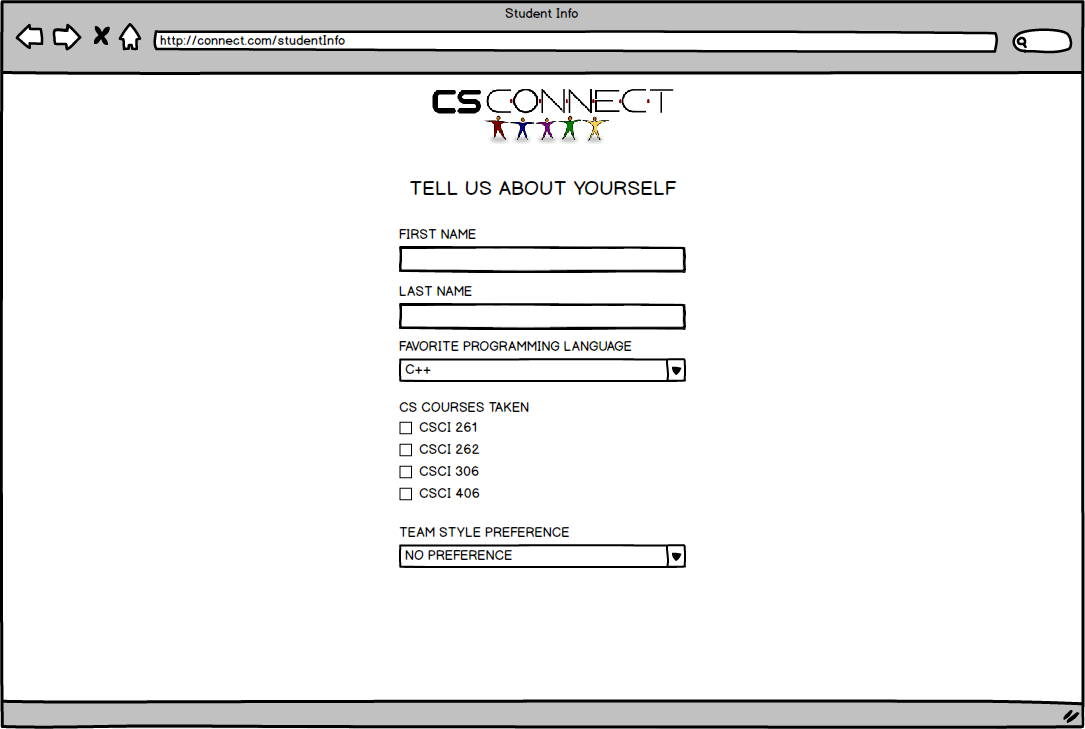 Student Info
http://connect.com/studentInfo
CS CONNECT
TELL US ABOUT YOURSELF
FIRST NAME
LAST NAME
FAVORITE PROGRAMMING LANGUAGE
C++
CS COURSES TAKEN
CSCI 261
CSCI 262
CSCI 306
CSCI 406
TEAM STYLE PREFERENCE
NO PREFERENCE